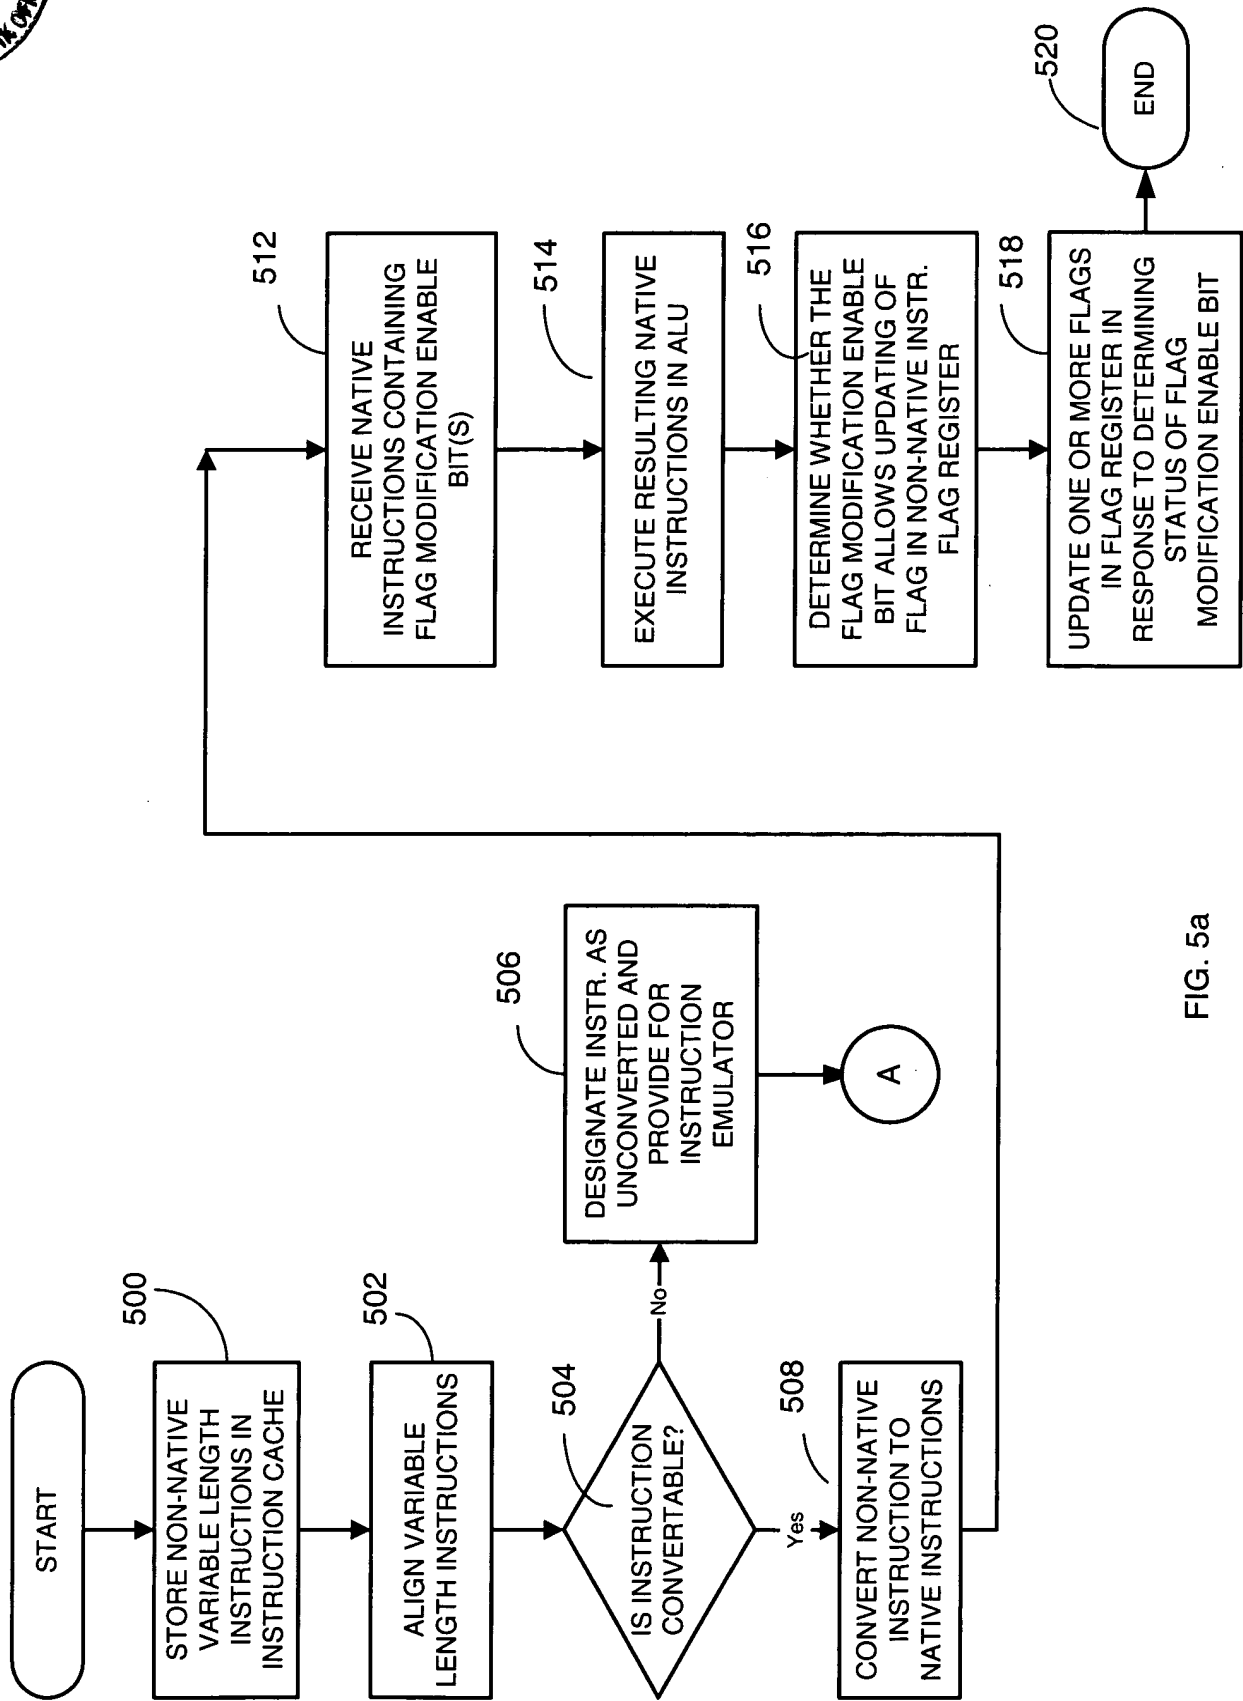 START
500
STORE NON-NATIVE
VARIABLE LENGTH
INSTRUCTIONS IN
INSTRUCTION CACHE
502
ALIGN VARIABLE
LENGTH INSTRUCTIONS
504
IS INSTRUCTION
CONVERTABLE?
No
506
DESIGNATE INSTR. AS
UNCONVERTED AND
PROVIDE FOR
INSTRUCTION
EMULATOR
A
Yes
508
CONVERT NON-NATIVE
INSTRUCTION TO
NATIVE INSTRUCTIONS
512
RECEIVE NATIVE
INSTRUCTIONS CONTAINING
FLAG MODIFICATION ENABLE
BIT(S)
514
EXECUTE RESULTING NATIVE
INSTRUCTIONS IN ALU
516
DETERMINE WHETHER THE
FLAG MODIFICATION ENABLE
BIT ALLOWS UPDATING OF
FLAG IN NON-NATIVE INSTR.
FLAG REGISTER
518
UPDATE ONE OR MORE FLAGS
IN FLAG REGISTER IN
RESPONSE TO DETERMINING
STATUS OF FLAG
MODIFICATION ENABLE BIT
520
END
FIG. 5a